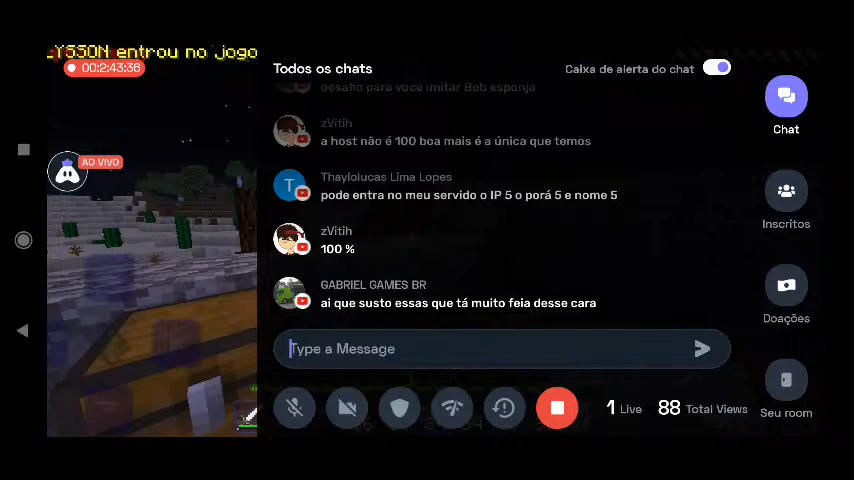 LYSSON entrou no jogo
00:2:43:36
Todos os chats
Caixa de alerta do chat
desafio para você imitar Bob esponja
zVitih
a host não é 100 boa mais é a única que temos
AO VIVO
Thaylolucas Lima Lopes
pode entra no meu servido o IP 5 o porá 5 e nome 5
zVitih
100 %
GABRIEL GAMES BR
ai que susto essas que tá muito feia desse cara
Type a Message
1 Live
88 Total Views
Chat
Inscritos
Doações
Seu room
T